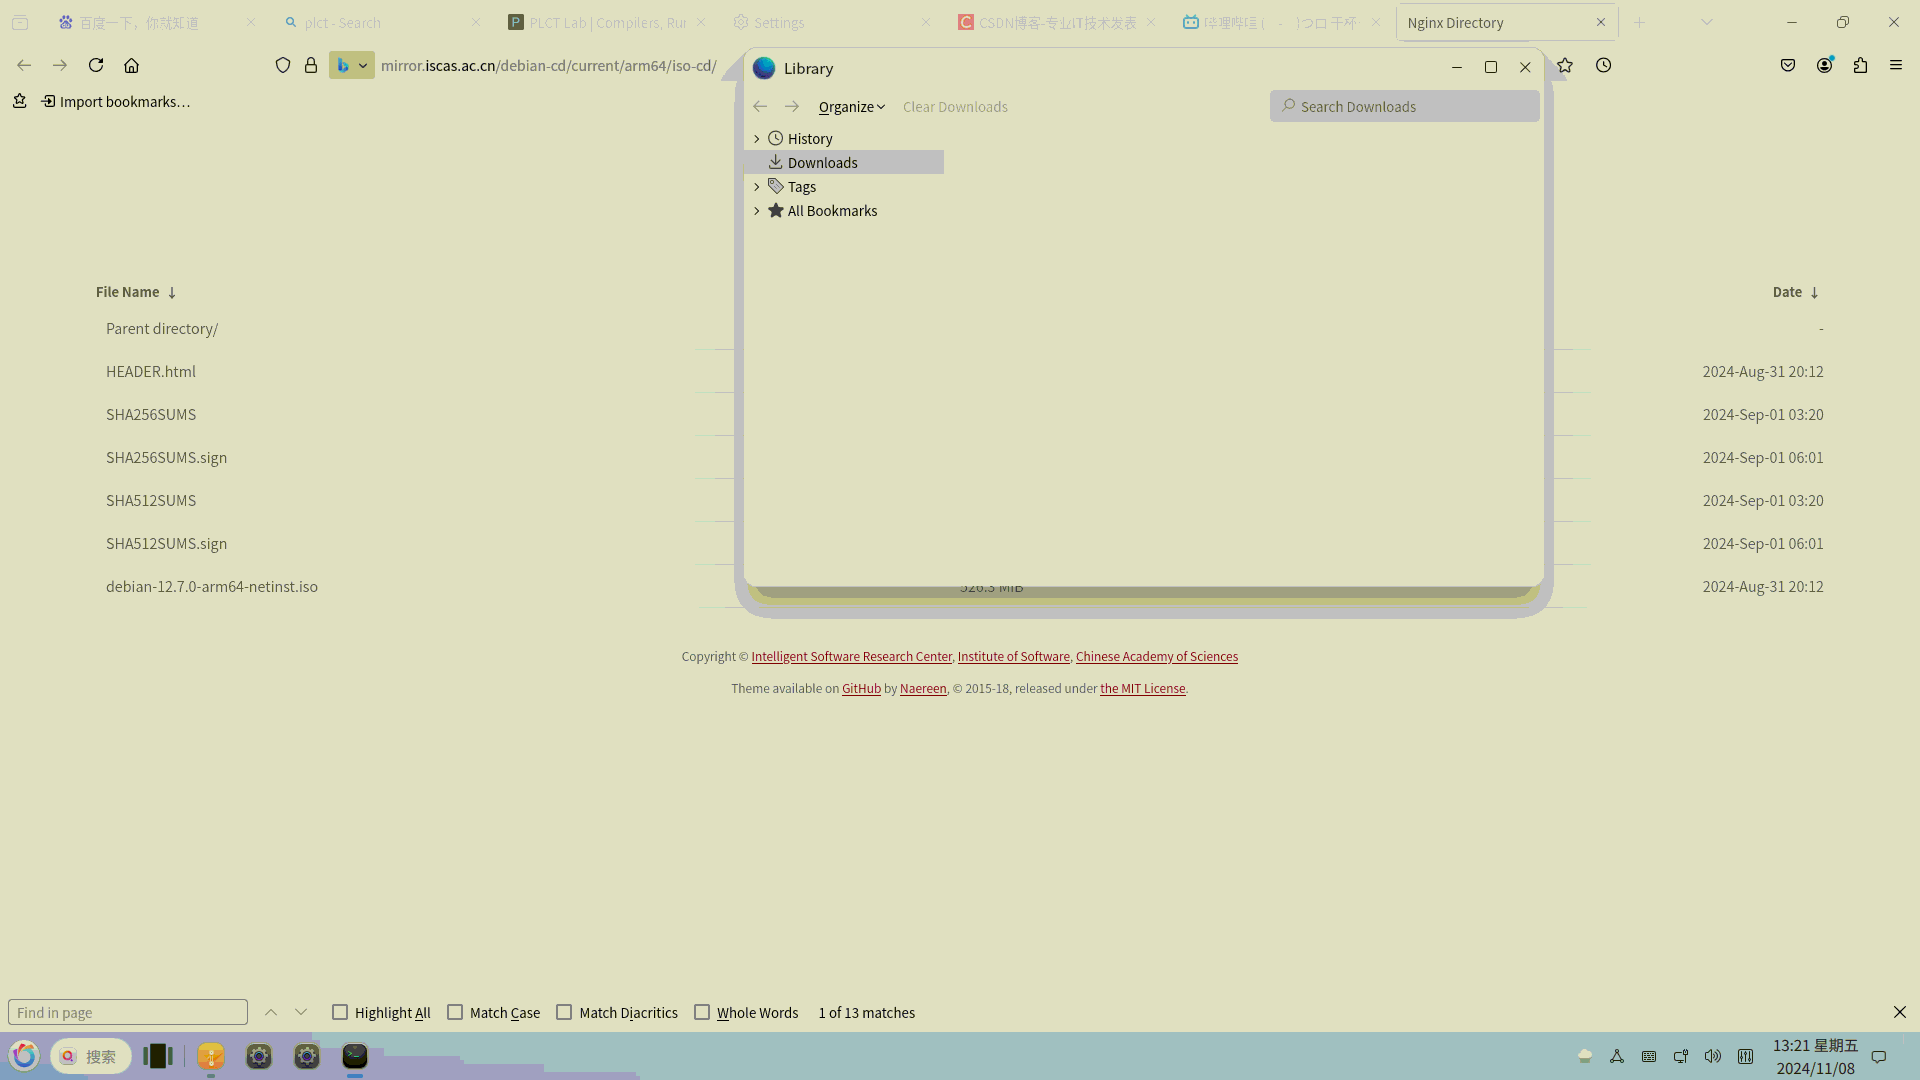 百度一下，你就知道
plct - Search
PLCT Lab | Compilers, Rur
Settings
CSDN博客-专业IT技术发表
哔哩哔哩 (
つロ 干杯
Nginx Directory
mirror.iscas.ac.cn/debian-cd/current/arm64/iso-cd/
Import bookmarks…
Library
Organize
Clear Downloads
Search Downloads
History
Downloads
Tags
All Bookmarks
File Name ↓
Date ↓
Parent directory/
-
HEADER.html
2024-Aug-31 20:12
SHA256SUMS
2024-Sep-01 03:20
SHA256SUMS.sign
2024-Sep-01 06:01
SHA512SUMS
2024-Sep-01 03:20
SHA512SUMS.sign
2024-Sep-01 06:01
debian-12.7.0-arm64-netinst.iso
526.3 MiB
2024-Aug-31 20:12
Copyright © Intelligent Software Research Center, Institute of Software, Chinese Academy of Sciences
Theme available on GitHub by Naereen, © 2015-18, released under the MIT License.
Find in page
Highlight All
Match Case
Match Diacritics
Whole Words
1 of 13 matches
搜索
13:21 星期五
2024/11/08